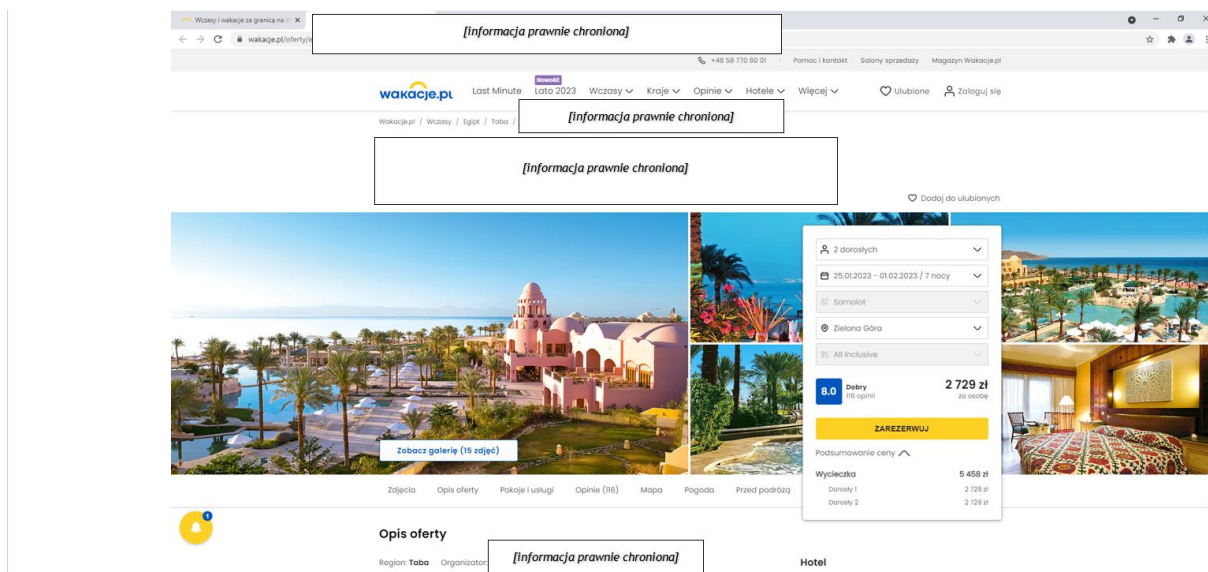 Wczasy i wakacje za granicą na W
[informacja prawnie chroniona]
wakacje.pl/oferty/e
+48 58 770 60 01 · Pomoc i kontakt Salony sprzedaży Magazyn Wakacje.pl
Nowość
wakacje.pl Last Minute Lato 2023 Wczasy Kraje Opinie Hotele Więcej Ulubione Zaloguj się
Wakacje.pl / Wczasy / Egipt / Taba /
[informacja prawnie chroniona]
[informacja prawnie chroniona]
Dodaj do ulubionych
2 dorosłych
25.01.2023 - 01.02.2023 / 7 nocy
Samolot
Zielona Góra
All Inclusive
8.0 Dobry 2 729 zł
116 opinii za osobę
ZAREZERWUJ
Podsumowanie ceny
Wycieczka 5 458 zł
Dorosły 1 2 729 zł
Dorosły 2 2 729 zł
Zobacz galerię (15 zdjęć)
Zdjęcia Opis oferty Pokoje i usługi Opinie (116) Mapa Pogoda Przed podróżą
1
Opis oferty
Region: Taba Organizator:
[informacja prawnie chroniona]
Hotel